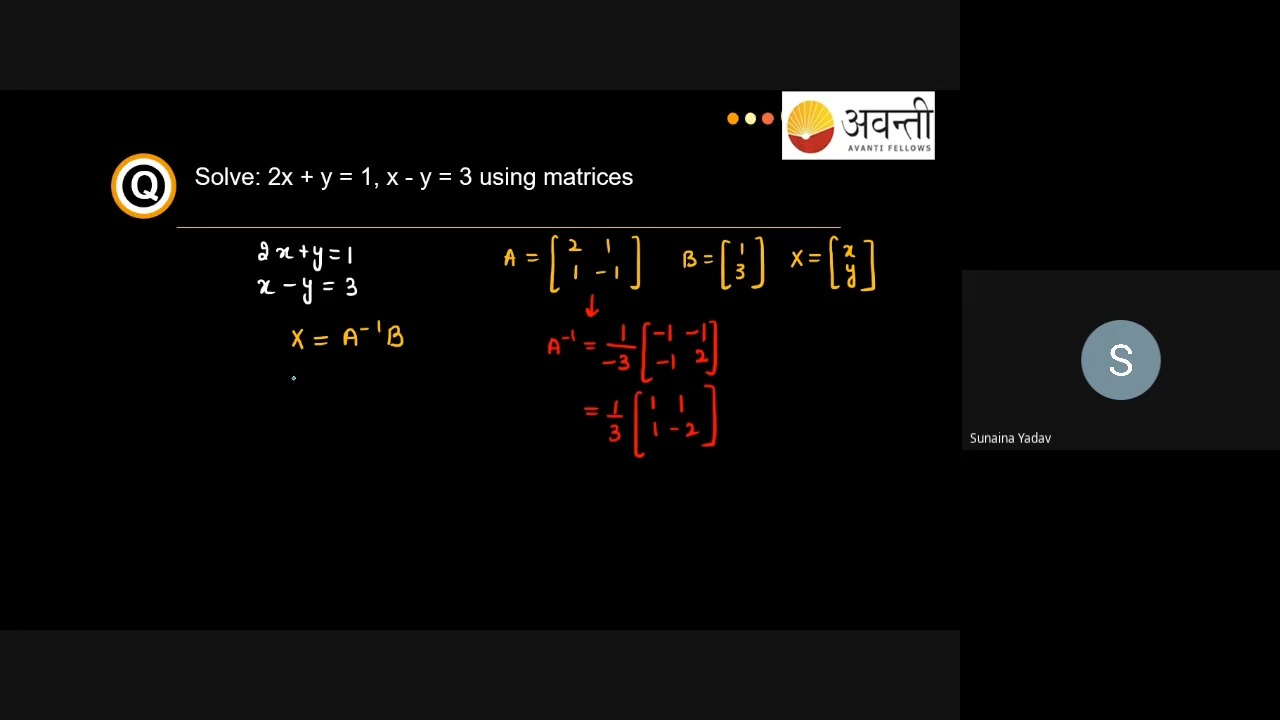 अवन्ती
AVANTI FELLOWS
Q
Solve: 2x + y = 1, x - y = 3 using matrices
2x+y=1
x-y=3
A = [2 1
1 -1]
B = [1
3]
X = [x
y]
X = A⁻¹B
A⁻¹ = 1/-3 [-1 -1
-1 2]
= 1/3 [1 1
1 -2]
S
Sunaina Yadav